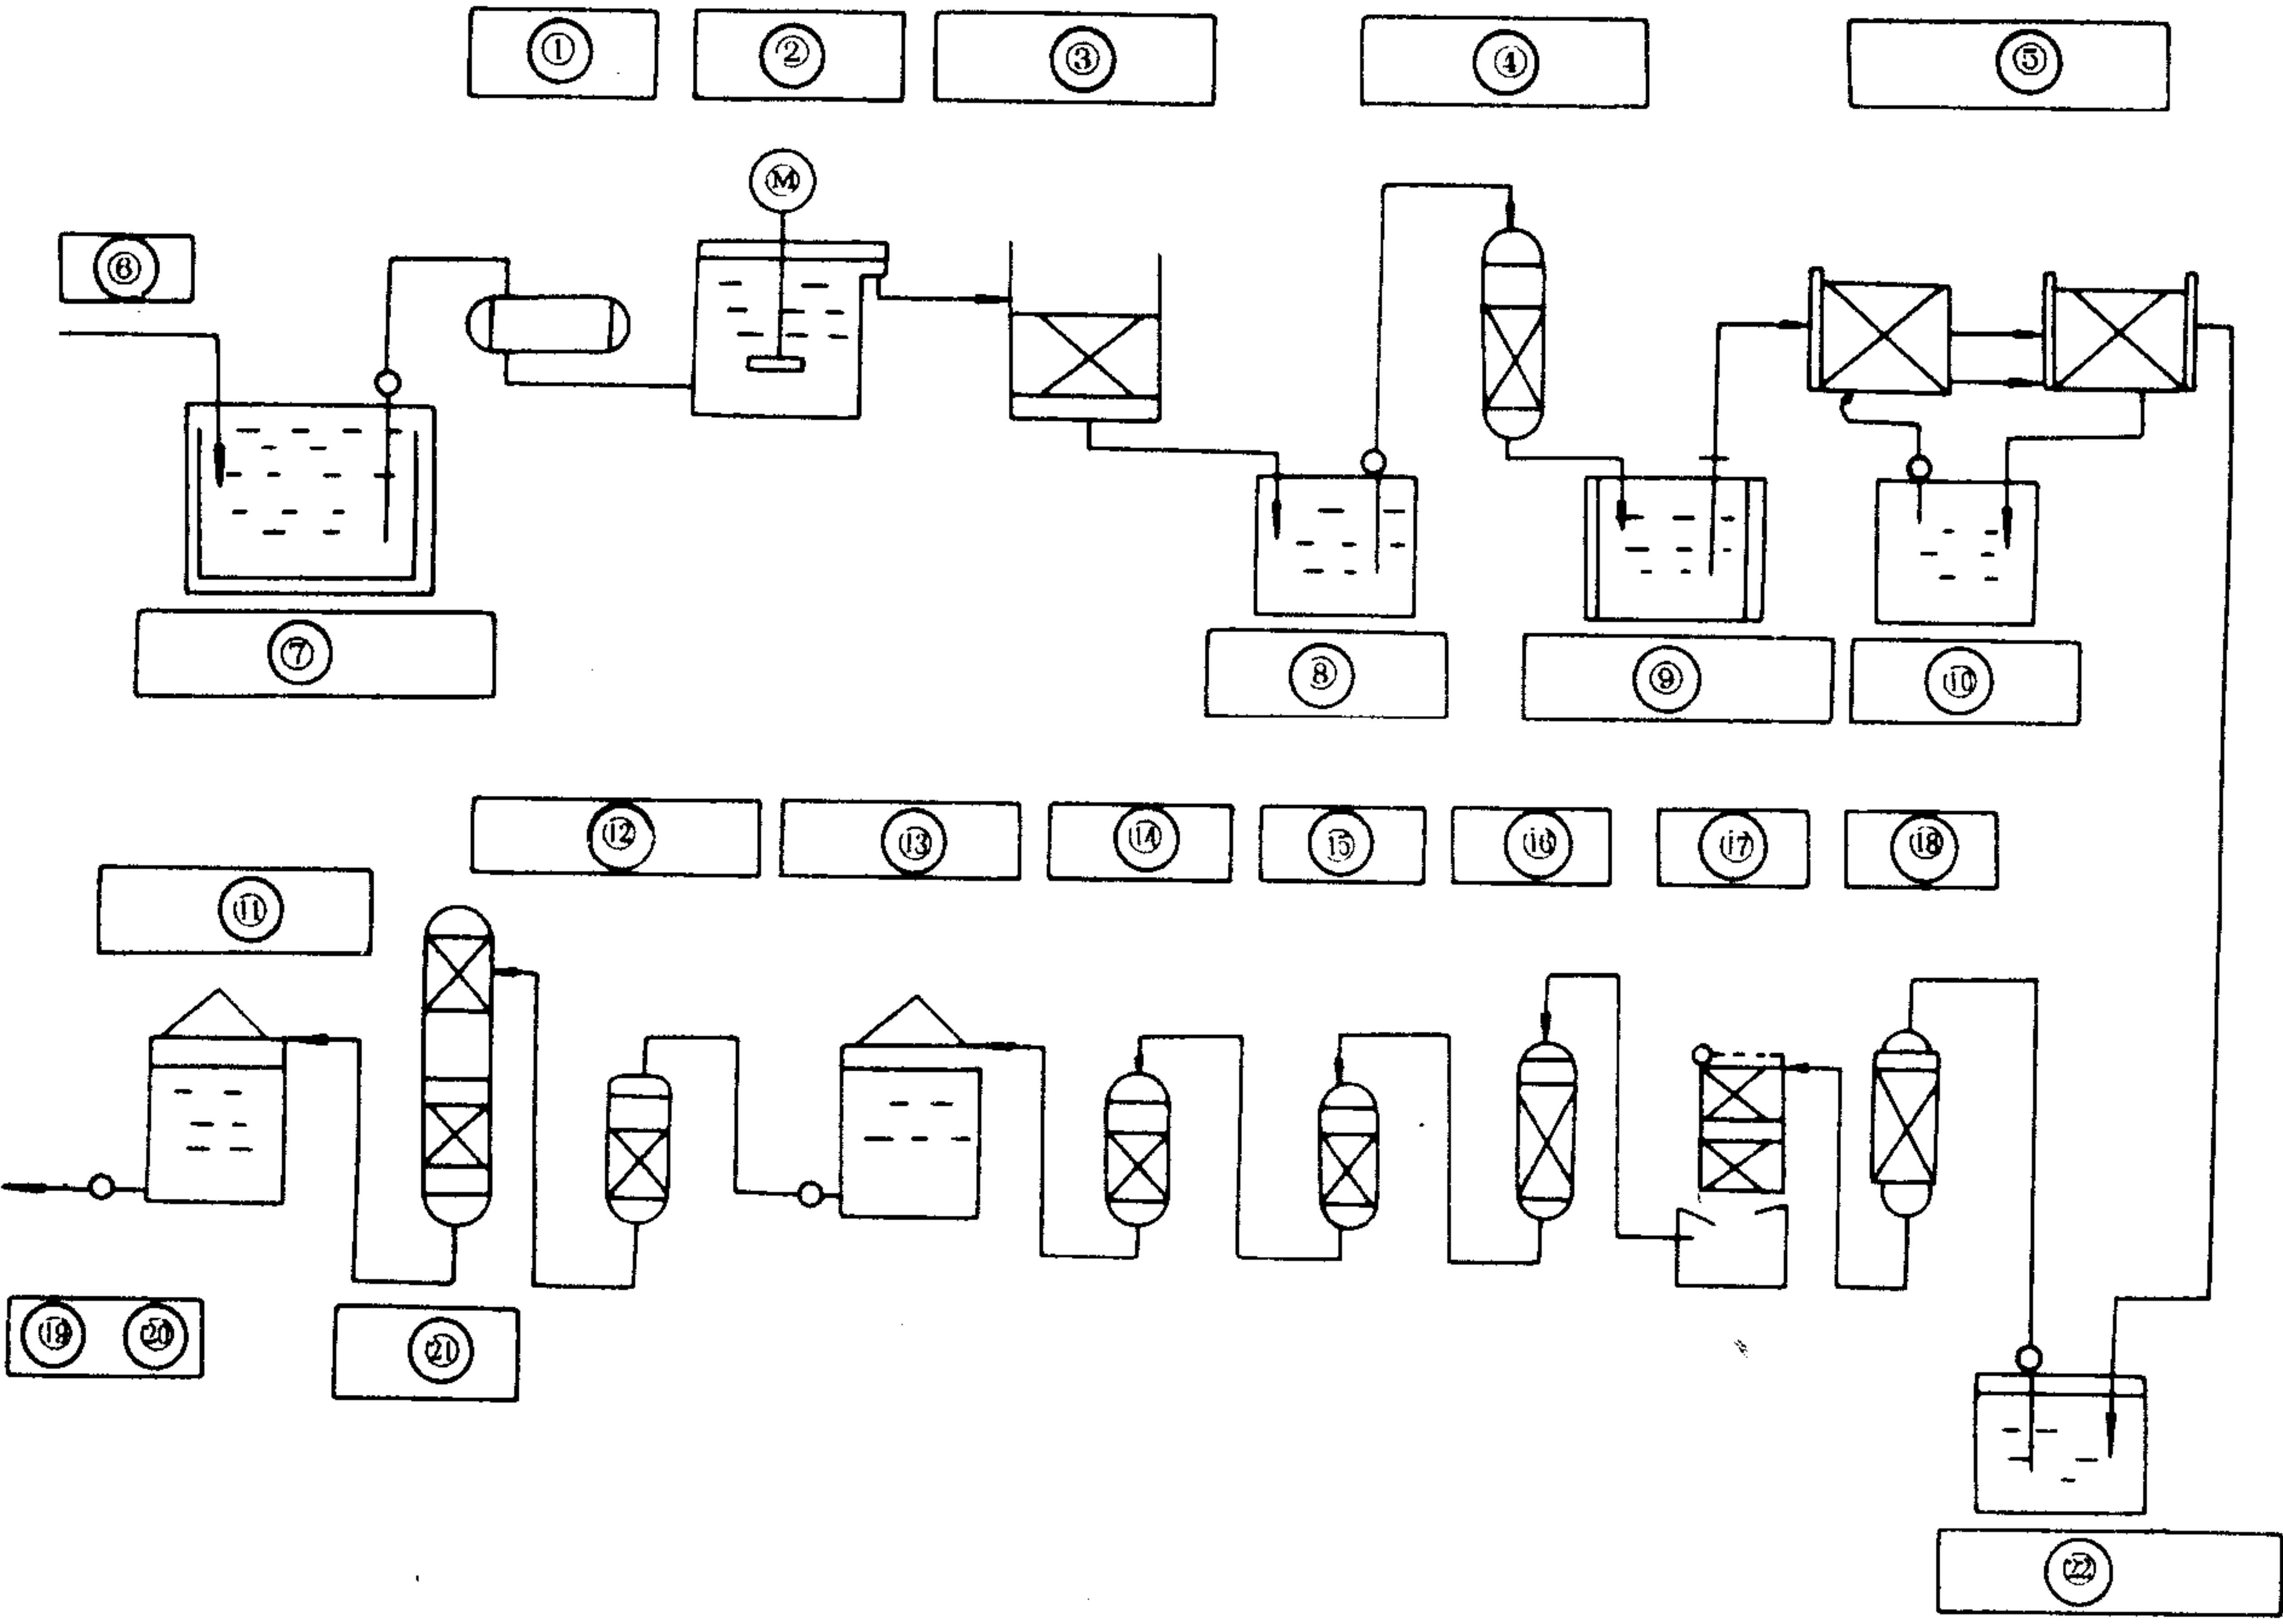 ① ② ③ ④ ⑤
M
⑥
⑦ ⑧ ⑨ ⑩
⑪ ⑫ ⑬ ⑭ ⑮ ⑯ ⑰ ⑱
⑲ ⑳ ㉑
㉒